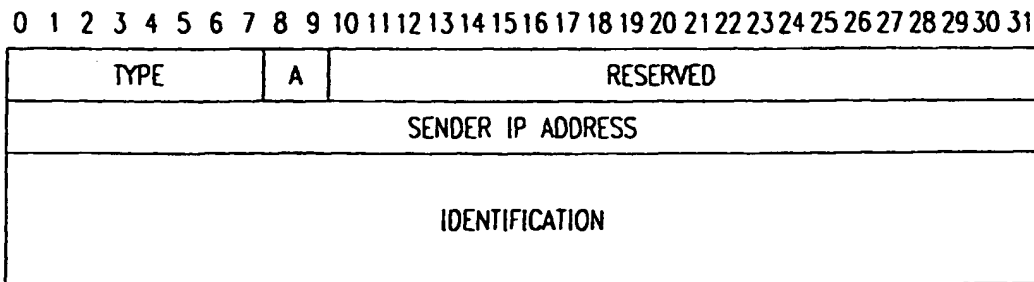 0 1 2 3 4 5 6 7 8 9 10 11 12 13 14 15 16 17 18 19 20 21 22 23 24 25 26 27 28 29 30 31
TYPE A RESERVED
SENDER IP ADDRESS
IDENTIFICATION